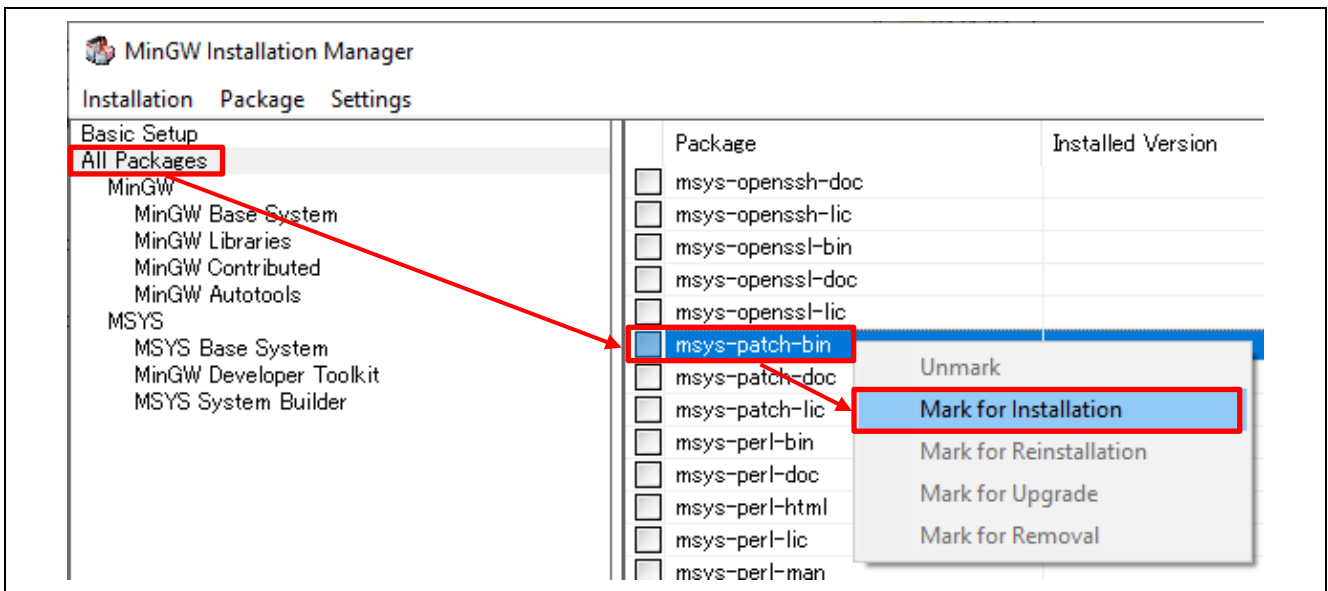 MinGW Installation Manager
Installation Package Settings
Basic Setup
All Packages
MinGW
MinGW Base System
MinGW Libraries
MinGW Contributed
MinGW Autotools
MSYS
MSYS Base System
MinGW Developer Toolkit
MSYS System Builder
Package Installed Version
msys-openssh-doc
msys-openssh-lic
msys-openssl-bin
msys-openssl-doc
msys-openssl-lic
msys-patch-bin
msys-patch-doc
msys-patch-lic
msys-perl-bin
msys-perl-doc
msys-perl-html
msys-perl-lic
msys-perl-man
Unmark
Mark for Installation
Mark for Reinstallation
Mark for Upgrade
Mark for Removal